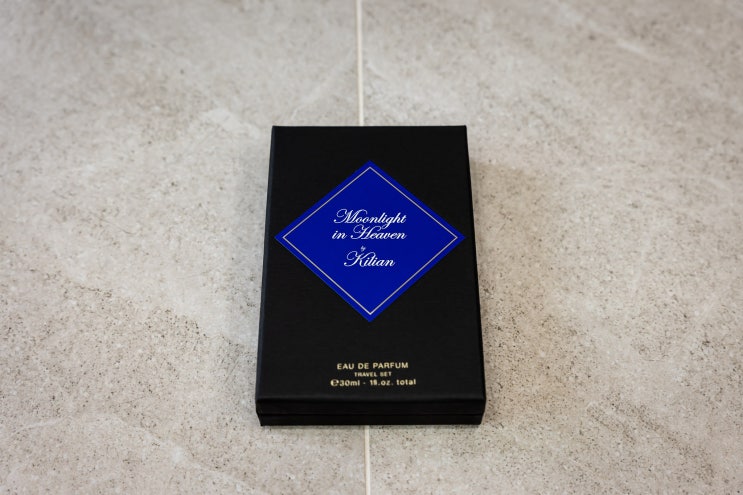 Moonlight
in Heaven
by
Kilian
EAU DE PARFUM
TRAVEL SET
℮30ml - 1fl.oz. total